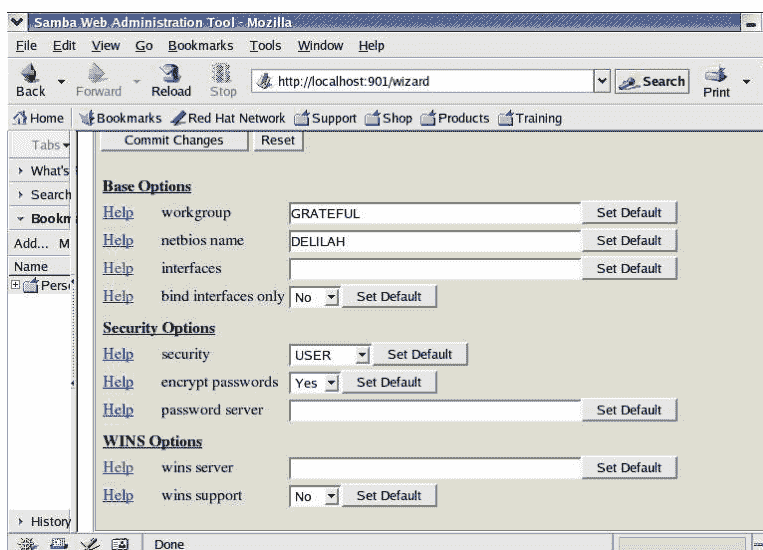 Samba Web Administration Tool - Mozilla
File Edit View Go Bookmarks Tools Window Help
Back Forward Reload Stop http://localhost:901/wizard Search Print
Home Bookmarks Red Hat Network Support Shop Products Training
Tabs
Commit Changes Reset
What's
Search
Bookm
Add... M
Name
Perso
Base Options
Help workgroup GRATEFUL Set Default
Help netbios name DELILAH Set Default
Help interfaces Set Default
Help bind interfaces only No Set Default
Security Options
Help security USER Set Default
Help encrypt passwords Yes Set Default
Help password server Set Default
WINS Options
Help wins server Set Default
Help wins support No Set Default
History
Done